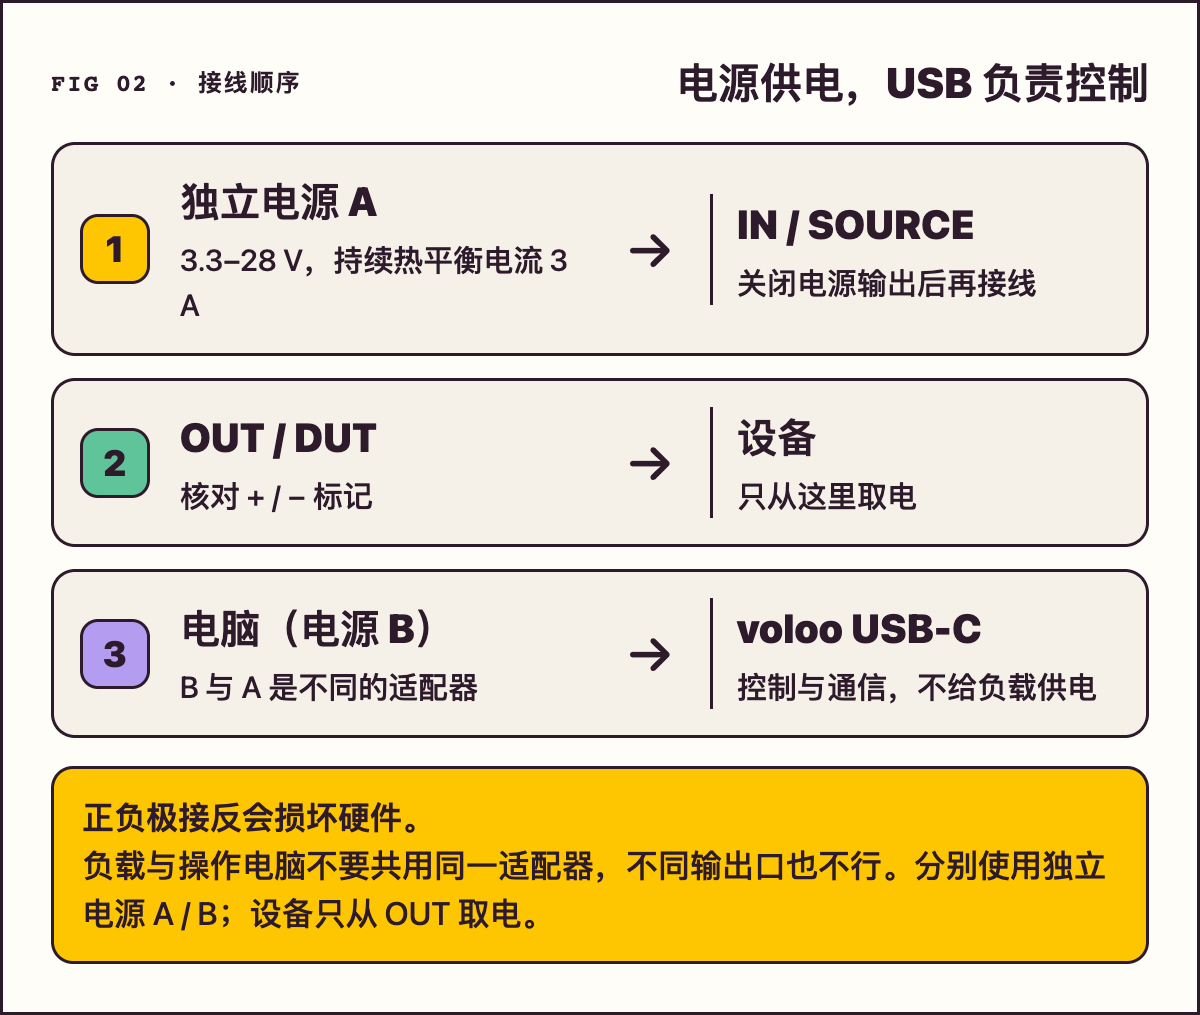 FIG 02 · 接线顺序
电源供电，USB 负责控制
1
独立电源 A
3.3–28 V，持续热平衡电流 3
A
→
IN / SOURCE
关闭电源输出后再接线
2
OUT / DUT
核对 + / – 标记
→
设备
只从这里取电
3
电脑（电源 B）
B 与 A 是不同的适配器
→
voloo USB-C
控制与通信，不给负载供电
正负极接反会损坏硬件。
负载与操作电脑不要共用同一适配器，不同输出口也不行。分别使用独立
电源 A / B；设备只从 OUT 取电。